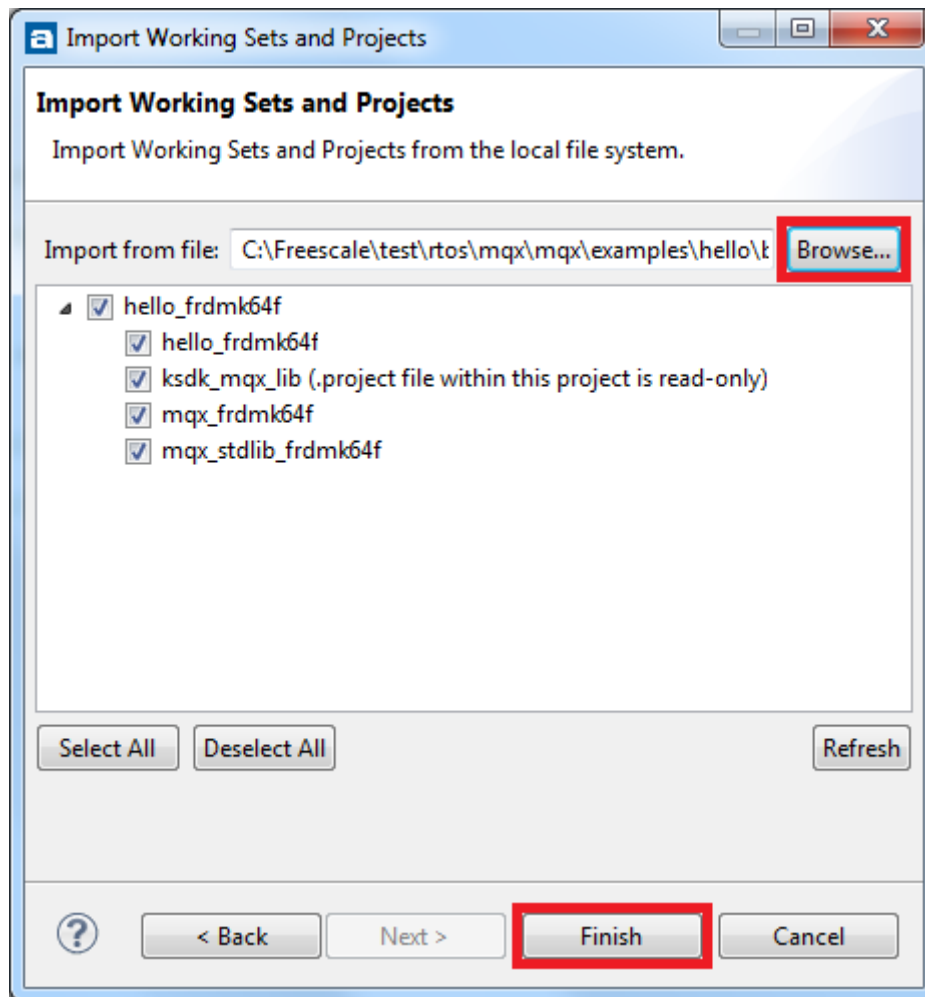 Import Working Sets and Projects
Import Working Sets and Projects
Import Working Sets and Projects from the local file system.
Import from file: C:\Freescale\test\rtos\mqx\mqx\examples\hello\b Browse...
hello_frdmk64f
hello_frdmk64f
ksdk_mqx_lib (.project file within this project is read-only)
mqx_frdmk64f
mqx_stdlib_frdmk64f
Select All Deselect All Refresh
? < Back Next > Finish Cancel